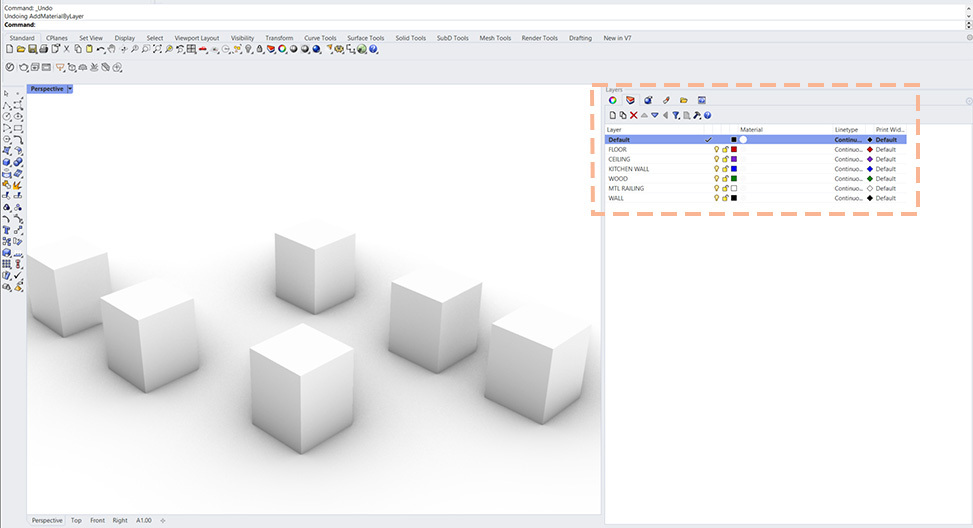 Command: _Undo
Undoing AddMaterialByLayer
Command:
Standard CPlanes Set View Display Select Viewport Layout Visibility Transform Curve Tools Surface Tools Solid Tools SubD Tools Mesh Tools Render Tools Drafting New in V7
Perspective
Layers
Layer Material Linetype Print Wid...
Default Continu... Default
FLOOR Continuo... Default
CEILING Continuo... Default
KITCHEN WALL Continuo... Default
WOOD Continuo... Default
MTL RAILING Continuo... Default
WALL Continuo... Default
Perspective Top Front Right A1.00